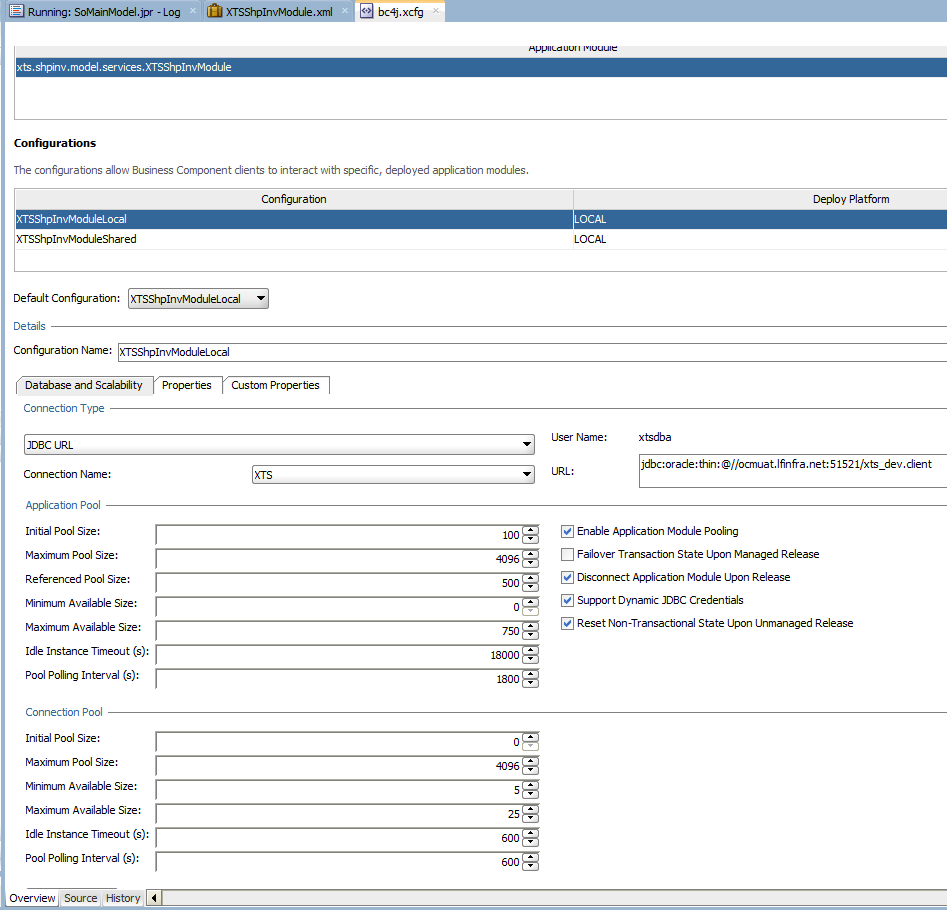 Running: SoMainModel.jpr - Log XTSShpInvModule.xml bc4j.xcfg
Application Module
xts.shpinv.model.services.XTSShpInvModule
Configurations
The configurations allow Business Component clients to interact with specific, deployed application modules.
Configuration Deploy Platform
XTSShpInvModuleLocal LOCAL
XTSShpInvModuleShared LOCAL
Default Configuration: XTSShpInvModuleLocal
Details
Configuration Name: XTSShpInvModuleLocal
Database and Scalability Properties Custom Properties
Connection Type
JDBC URL User Name: xtsdba
Connection Name: XTS URL: jdbc:oracle:thin:@//ocmuat.lfinfra.net:51521/xts_dev.client
Application Pool
Initial Pool Size: 100 Enable Application Module Pooling
Maximum Pool Size: 4096 Failover Transaction State Upon Managed Release
Referenced Pool Size: 500 Disconnect Application Module Upon Release
Minimum Available Size: 0 Support Dynamic JDBC Credentials
Maximum Available Size: 750 Reset Non-Transactional State Upon Unmanaged Release
Idle Instance Timeout (s): 18000
Pool Polling Interval (s): 1800
Connection Pool
Initial Pool Size: 0
Maximum Pool Size: 4096
Minimum Available Size: 5
Maximum Available Size: 25
Idle Instance Timeout (s): 600
Pool Polling Interval (s): 600
Overview Source History